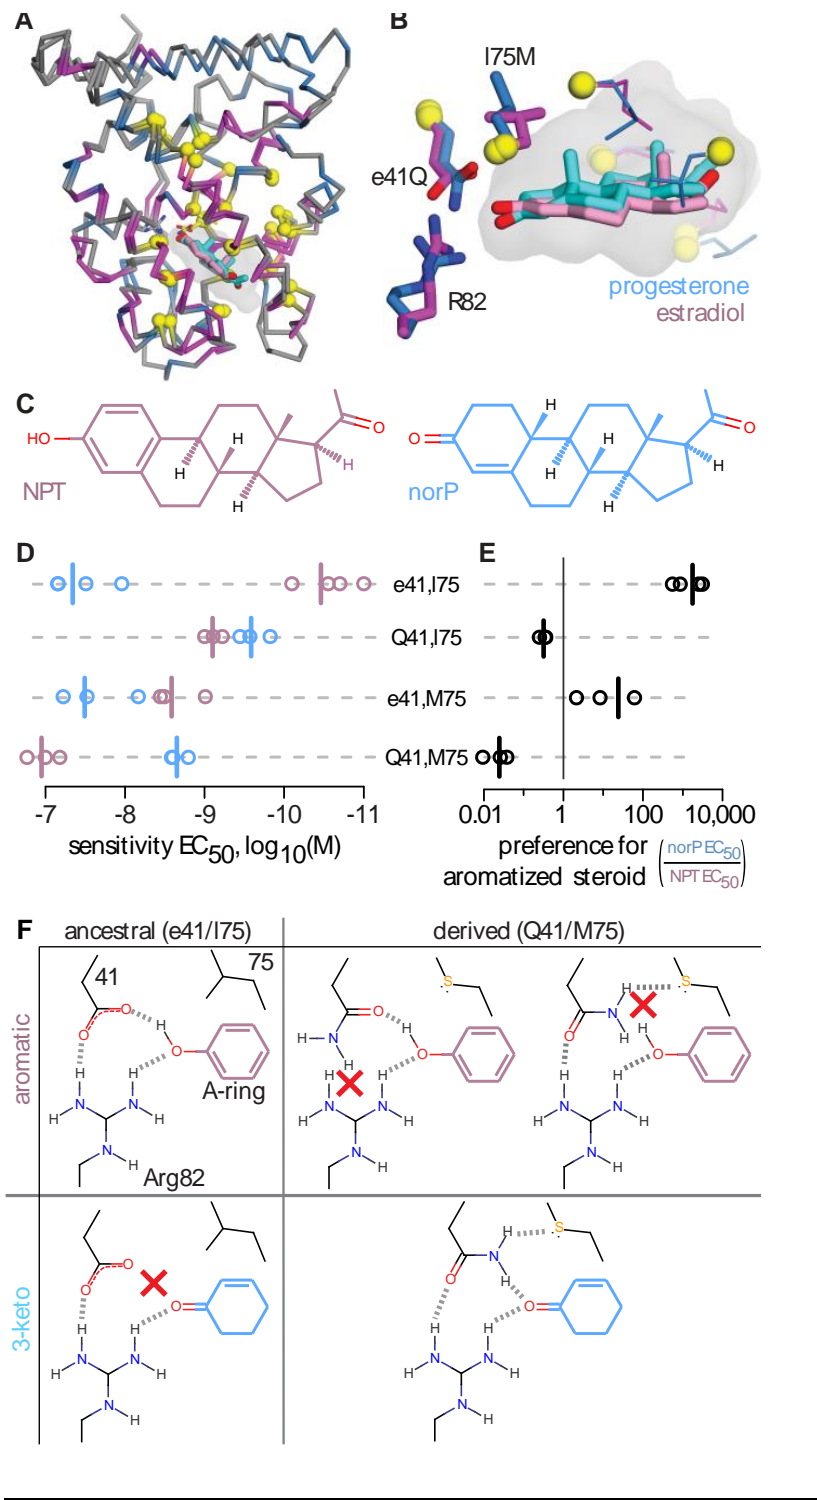 A
B
I75M
e41Q
R82
progesterone
estradiol
C
HO
H
H
H
H
O
NPT
O
H
H
H
H
H
O
norP
D
E
e41,I75
Q41,I75
e41,M75
Q41,M75
-7 -8 -9 -10 -11
sensitivity EC50, log10(M)
0.01 1 100 10,000
preference for aromatized steroid (norP EC50 / NPT EC50)
F
ancestral (e41/I75)
derived (Q41/M75)
aromatic
41
75
O
O
H
O
A-ring
H
H
N
N
H
H
N
H
Arg82
O
H
N
H
S
H
O
H
H
N
N
H
H
N
H
H
S
N
O
H
H
O
H
H
N
N
H
H
N
H
3-keto
O
O
O
H
H
N
N
H
H
N
H
H
S
N
O
H
O
H
H
N
N
H
H
N
H